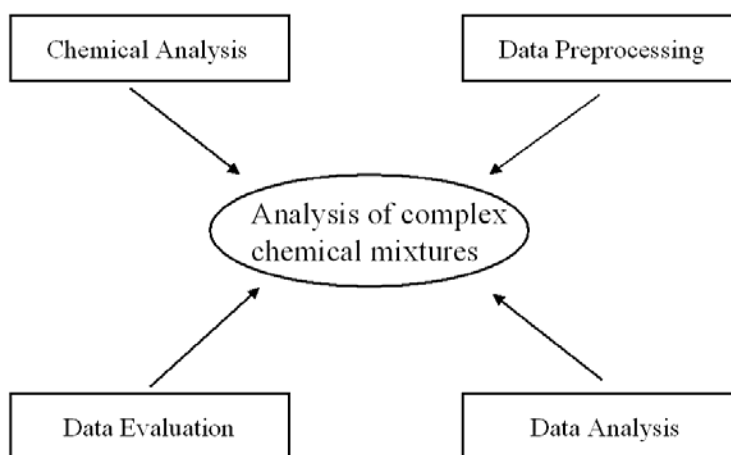 Chemical Analysis
Data Preprocessing
Analysis of complex
chemical mixtures
Data Evaluation
Data Analysis